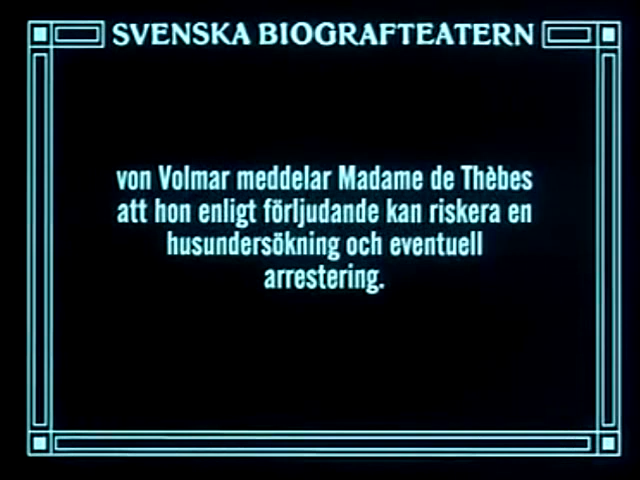 SVENSKA BIOGRAFTEATERN
von Volmar meddelar Madame de Thèbes
att hon enligt förljudande kan riskera en
husundersökning och eventuell
arrestering.